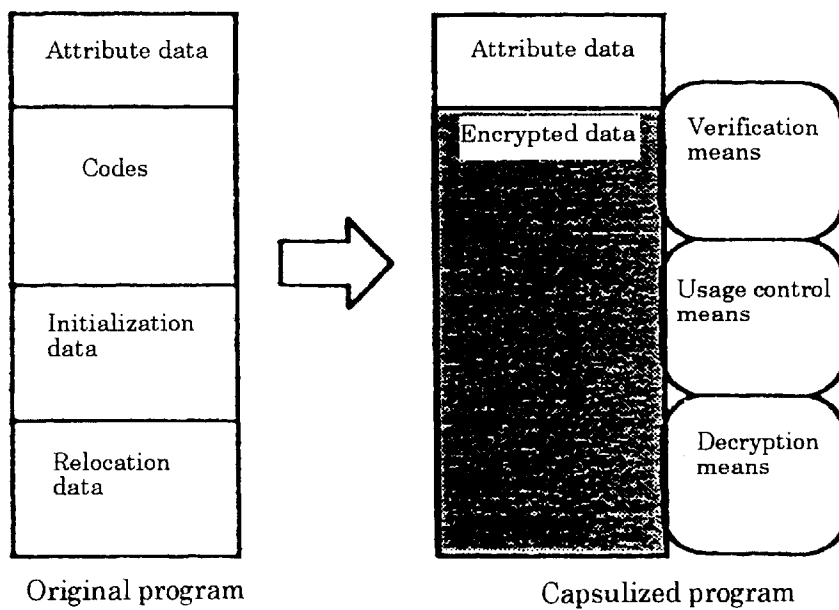 Attribute data
Codes
Initialization
data
Relocation
data
Original program
Attribute data
Encrypted data
Verification
means
Usage control
means
Decryption
means
Capsulized program